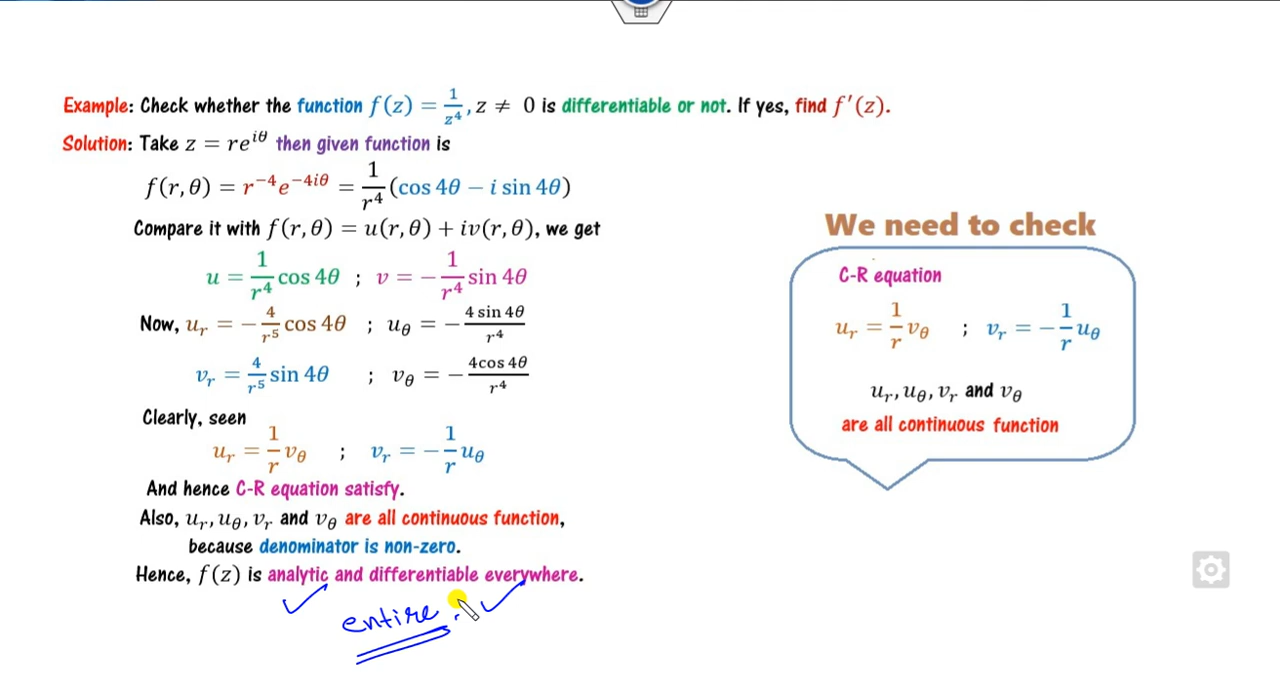 Example: Check whether the function f(z) = 1/z⁴, z ≠ 0 is differentiable or not. If yes, find f′(z).
Solution: Take z = re^{iθ} then given function is
f(r, θ) = r⁻⁴e^{−4iθ} = 1/r⁴ (cos 4θ − i sin 4θ)
Compare it with f(r, θ) = u(r, θ) + iv(r, θ), we get
u = 1/r⁴ cos 4θ ; v = − 1/r⁴ sin 4θ
Now, u_r = − 4/r⁵ cos 4θ ; u_θ = − 4 sin 4θ/r⁴
v_r = 4/r⁵ sin 4θ ; v_θ = − 4cos 4θ/r⁴
Clearly, seen
u_r = 1/r v_θ ; v_r = − 1/r u_θ
And hence C-R equation satisfy.
Also, u_r, u_θ, v_r and v_θ are all continuous function,
because denominator is non-zero.
Hence, f(z) is analytic and differentiable everywhere.
entire.
We need to check
C-R equation
u_r = 1/r v_θ ; v_r = − 1/r u_θ
u_r, u_θ, v_r and v_θ
are all continuous function